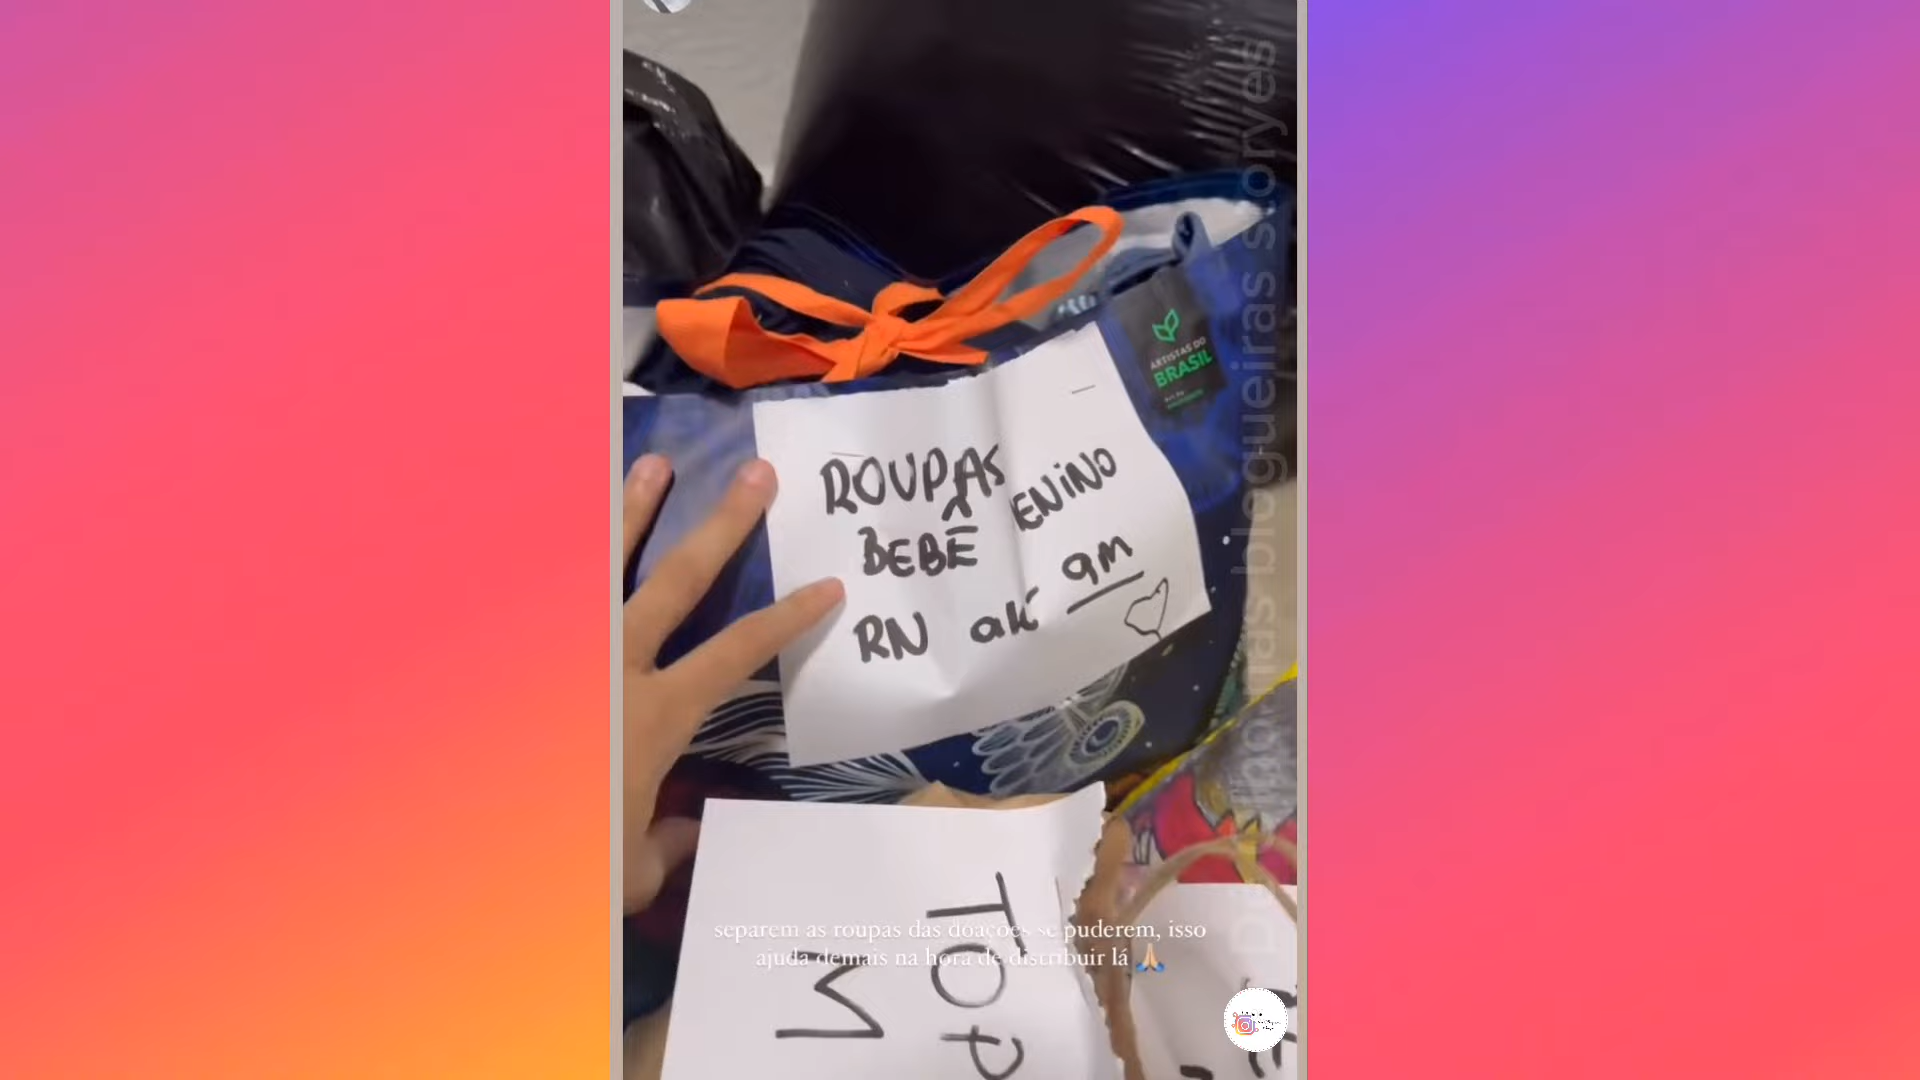 ARTISTAS DO
BRASIL
ROUPAS
BEBÊ MENINO
RN até 9M
separem as roupas das doações se puderem, isso
ajuda demais na hora de distribuir lá 🙏🏼
TOP
M
blogueiras s.oryes